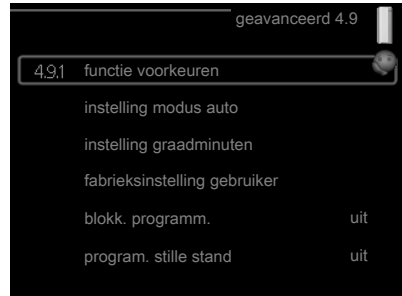 geavanceerd 4.9
4.9.1 functie voorkeuren
instelling modus auto
instelling graadminuten
fabrieksinstelling gebruiker
blokk. programm. uit
program. stille stand uit